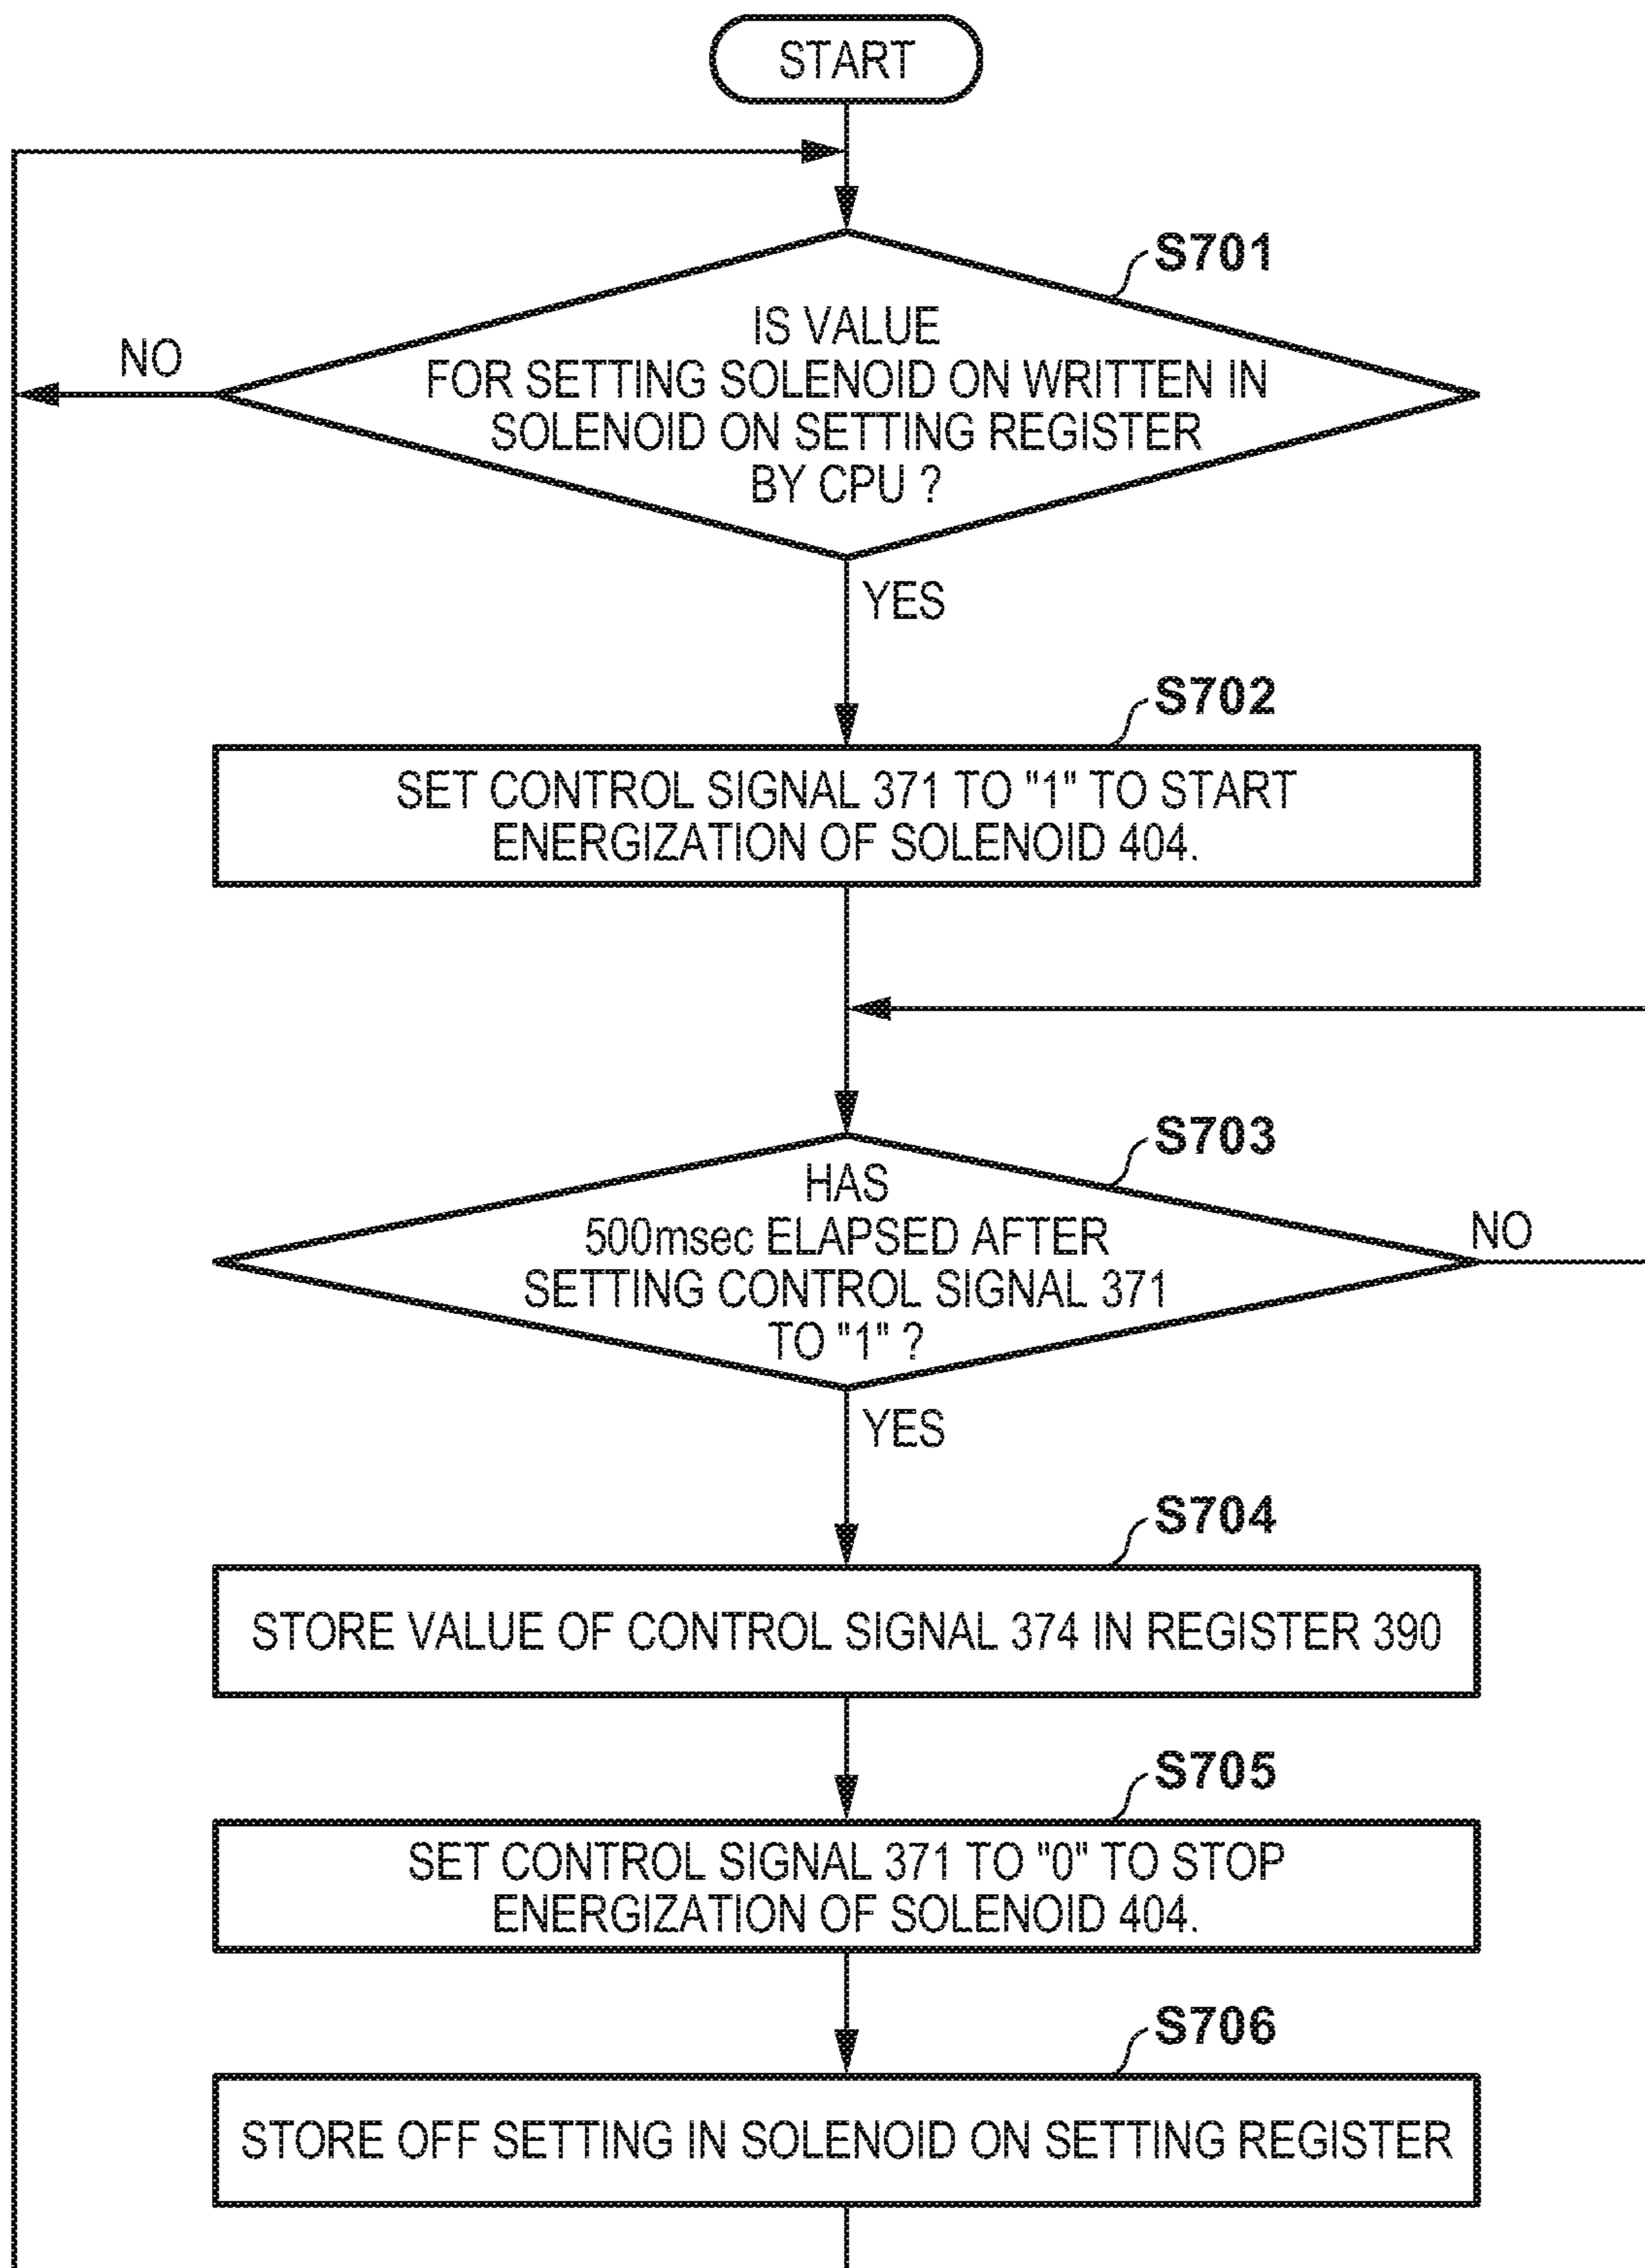 START
S701
IS VALUE
FOR SETTING SOLENOID ON WRITTEN IN
SOLENOID ON SETTING REGISTER
BY CPU ?
NO
YES
S702
SET CONTROL SIGNAL 371 TO "1" TO START
ENERGIZATION OF SOLENOID 404.
S703
HAS
500msec ELAPSED AFTER
SETTING CONTROL SIGNAL 371
TO "1" ?
NO
YES
S704
STORE VALUE OF CONTROL SIGNAL 374 IN REGISTER 390
S705
SET CONTROL SIGNAL 371 TO "0" TO STOP
ENERGIZATION OF SOLENOID 404.
S706
STORE OFF SETTING IN SOLENOID ON SETTING REGISTER